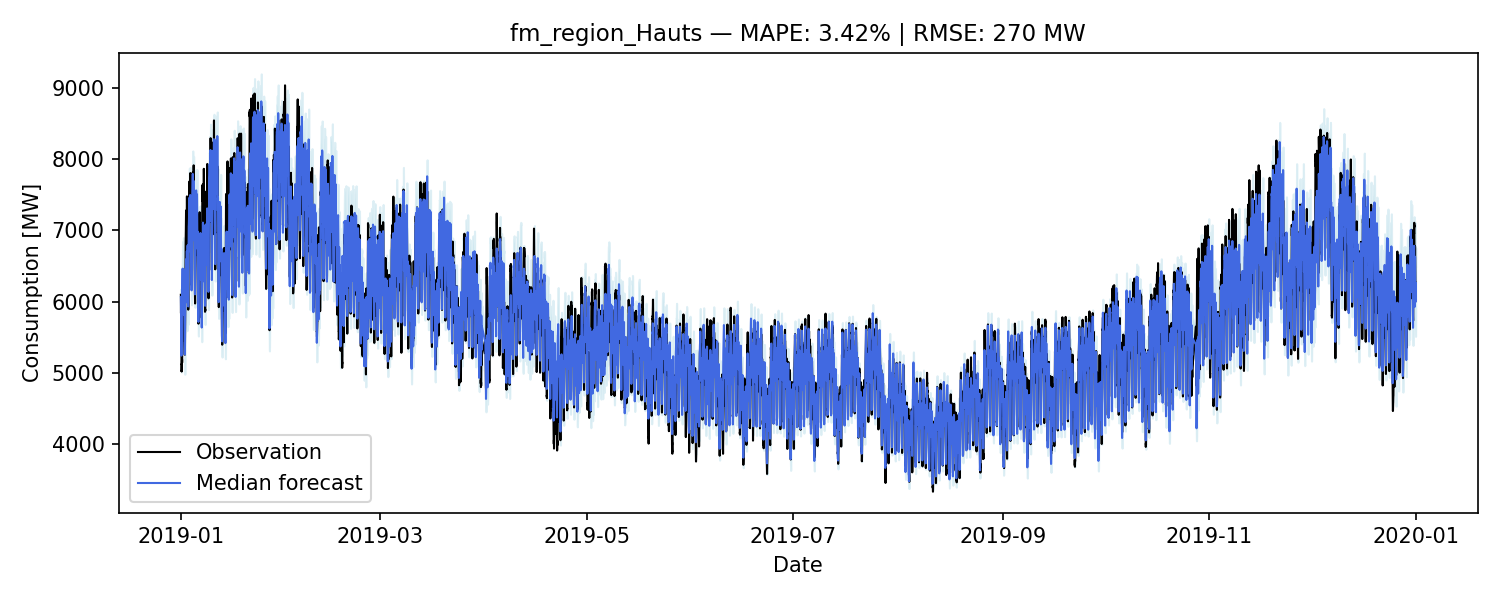 fm_region_Hauts — MAPE: 3.42% | RMSE: 270 MW
Consumption [MW]
9000
8000
7000
6000
5000
4000
Observation
Median forecast
2019-01
2019-03
2019-05
2019-07
2019-09
2019-11
2020-01
Date